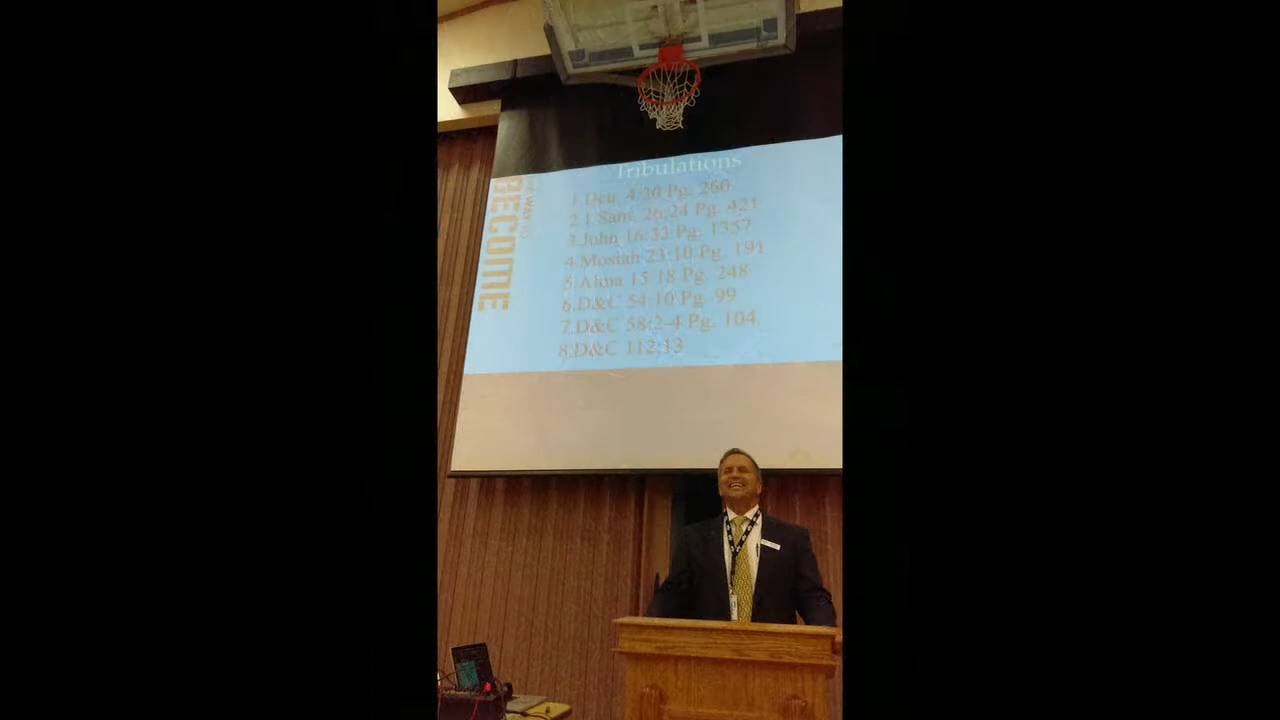 Tribulations
1.Deu. 4:30 Pg. 260
2.1 Sam. 26:24 Pg. 421
3.John 16:33 Pg. 1357
4.Mosiah 23:10 Pg. 191
5.Alma 15:18 Pg. 248
6.D&C 54:10 Pg. 99
7.D&C 58:2-4 Pg. 104
8.D&C 112:13
BECOME